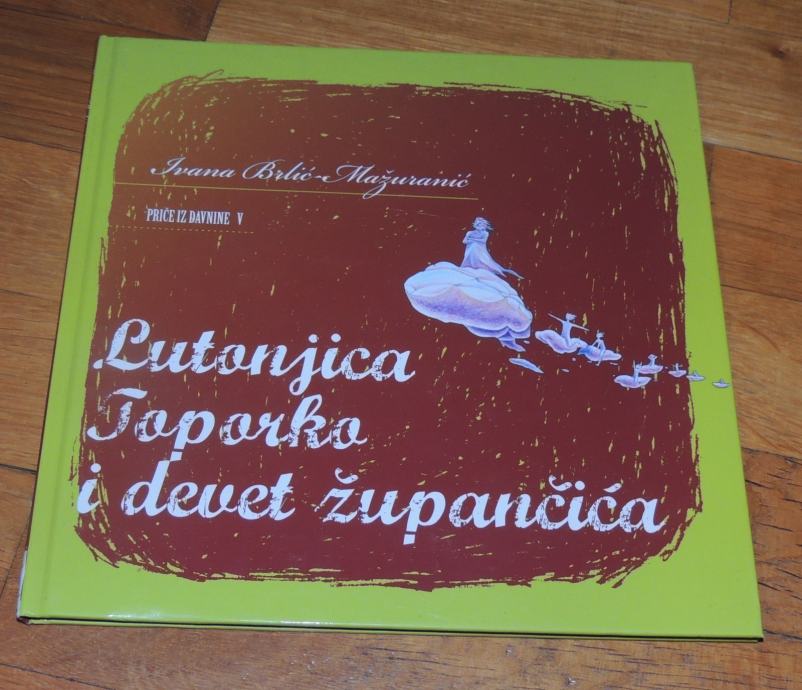 Ivana Brlić-Mažuranić
PRIČE IZ DAVNINE V
Lutonjica
Toporko
i devet župančića